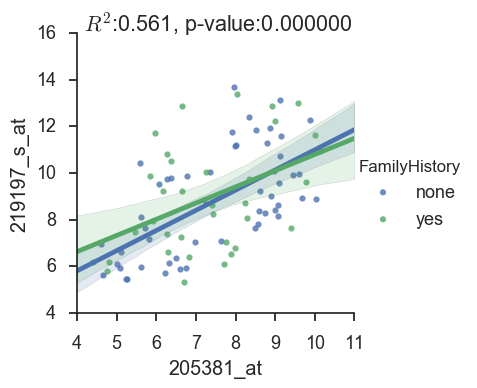 R²:0.561, p-value:0.000000
16
14
12
10
8
6
4
219197_s_at
4 5 6 7 8 9 10 11
205381_at
FamilyHistory
none
yes